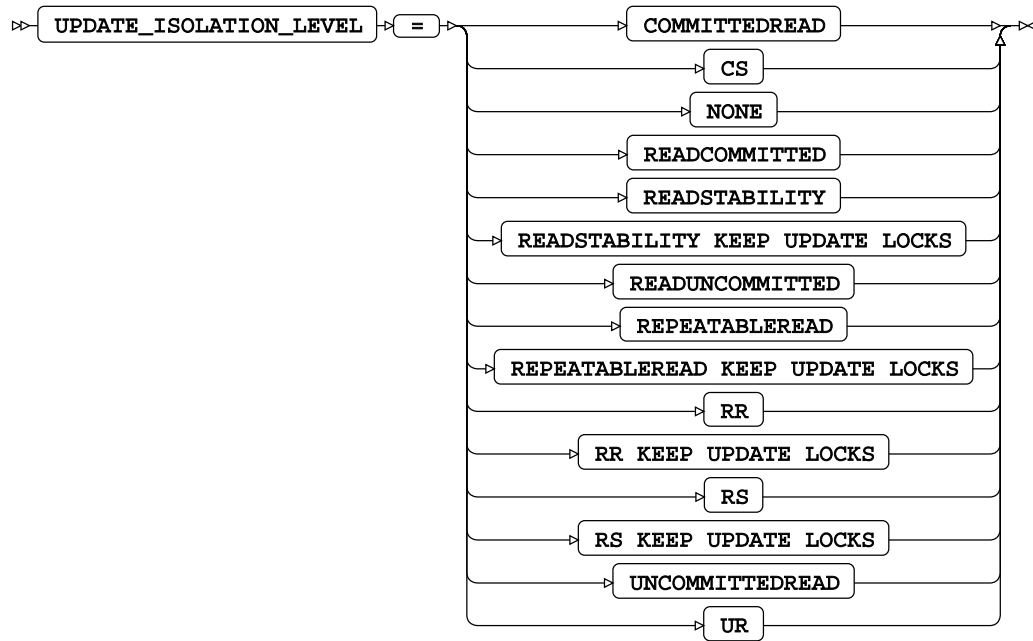 UPDATE_ISOLATION_LEVEL = COMMITTEDREAD
CS
NONE
READCOMMITTED
READSTABILITY
READSTABILITY KEEP UPDATE LOCKS
READUNCOMMITTED
REPEATABLEREAD
REPEATABLEREAD KEEP UPDATE LOCKS
RR
RR KEEP UPDATE LOCKS
RS
RS KEEP UPDATE LOCKS
UNCOMMITTEDREAD
UR